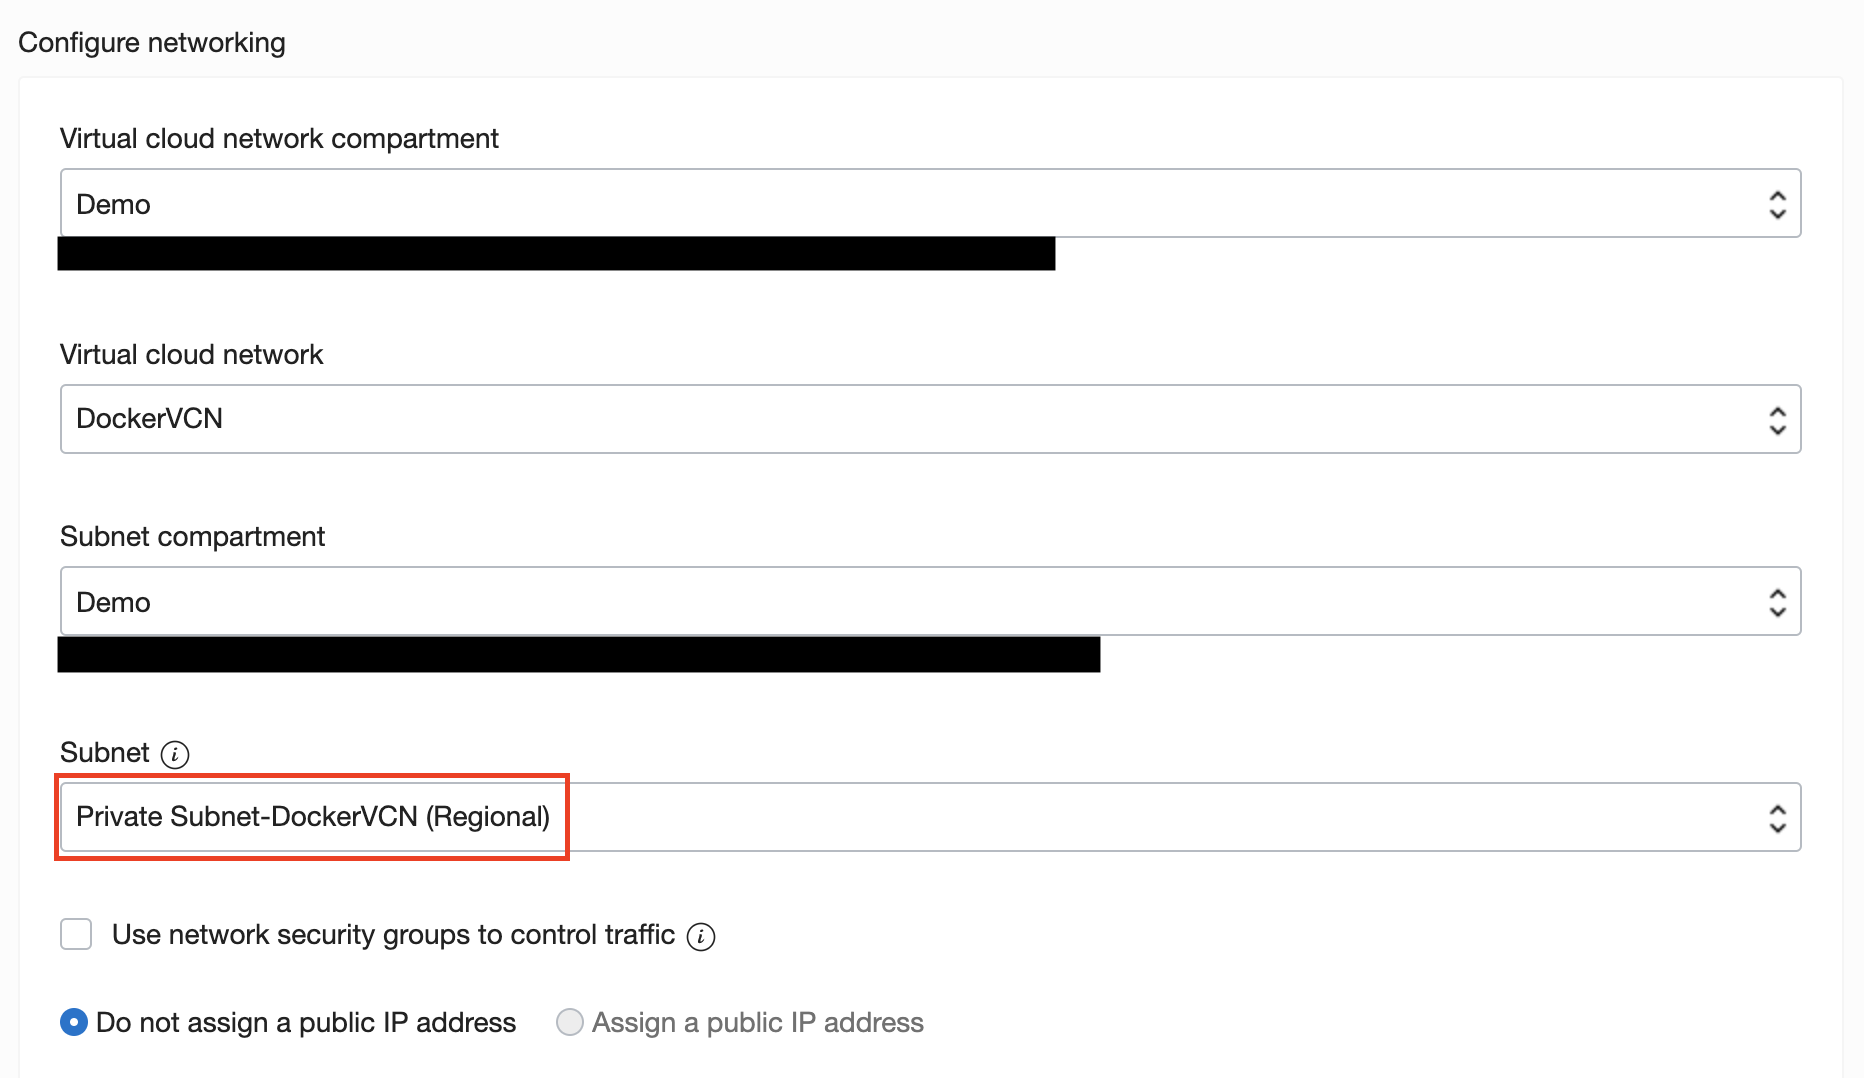 Configure networking
Virtual cloud network compartment
Demo
Virtual cloud network
DockerVCN
Subnet compartment
Demo
Subnet
Private Subnet-DockerVCN (Regional)
Use network security groups to control traffic
Do not assign a public IP address Assign a public IP address